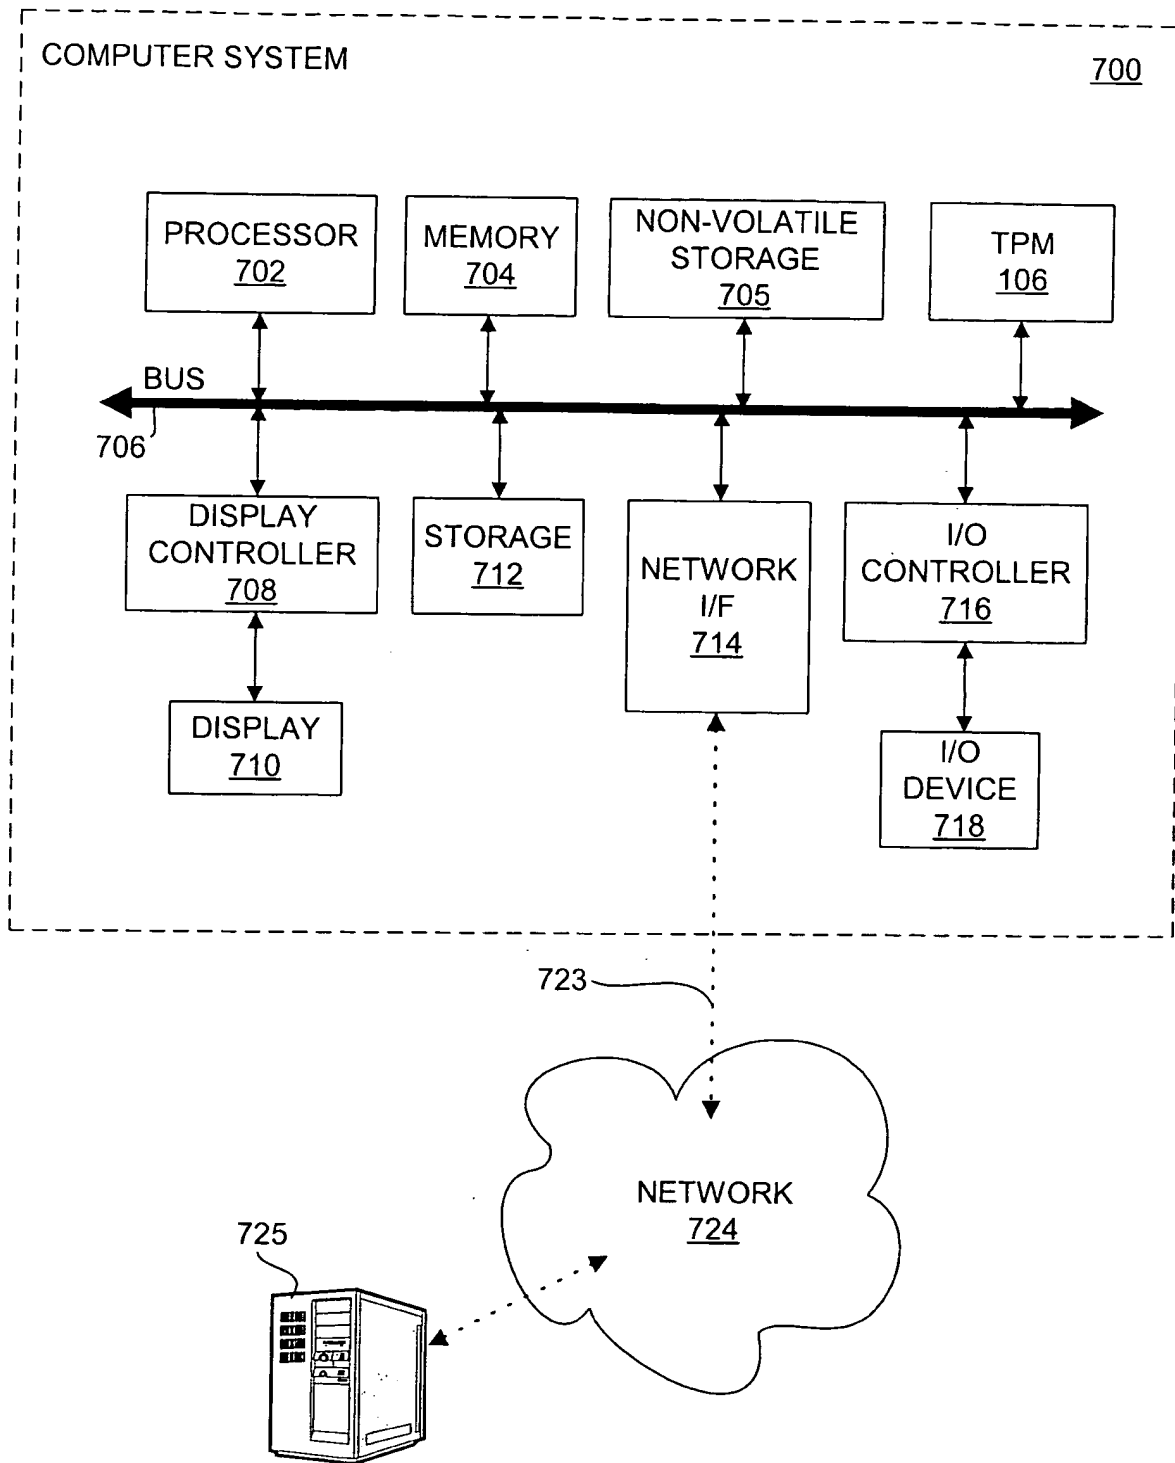 COMPUTER SYSTEM
700
PROCESSOR
702
MEMORY
704
NON-VOLATILE
STORAGE
705
TPM
106
BUS
706
DISPLAY
CONTROLLER
708
STORAGE
712
NETWORK
I/F
714
I/O
CONTROLLER
716
DISPLAY
710
I/O
DEVICE
718
723
NETWORK
724
725